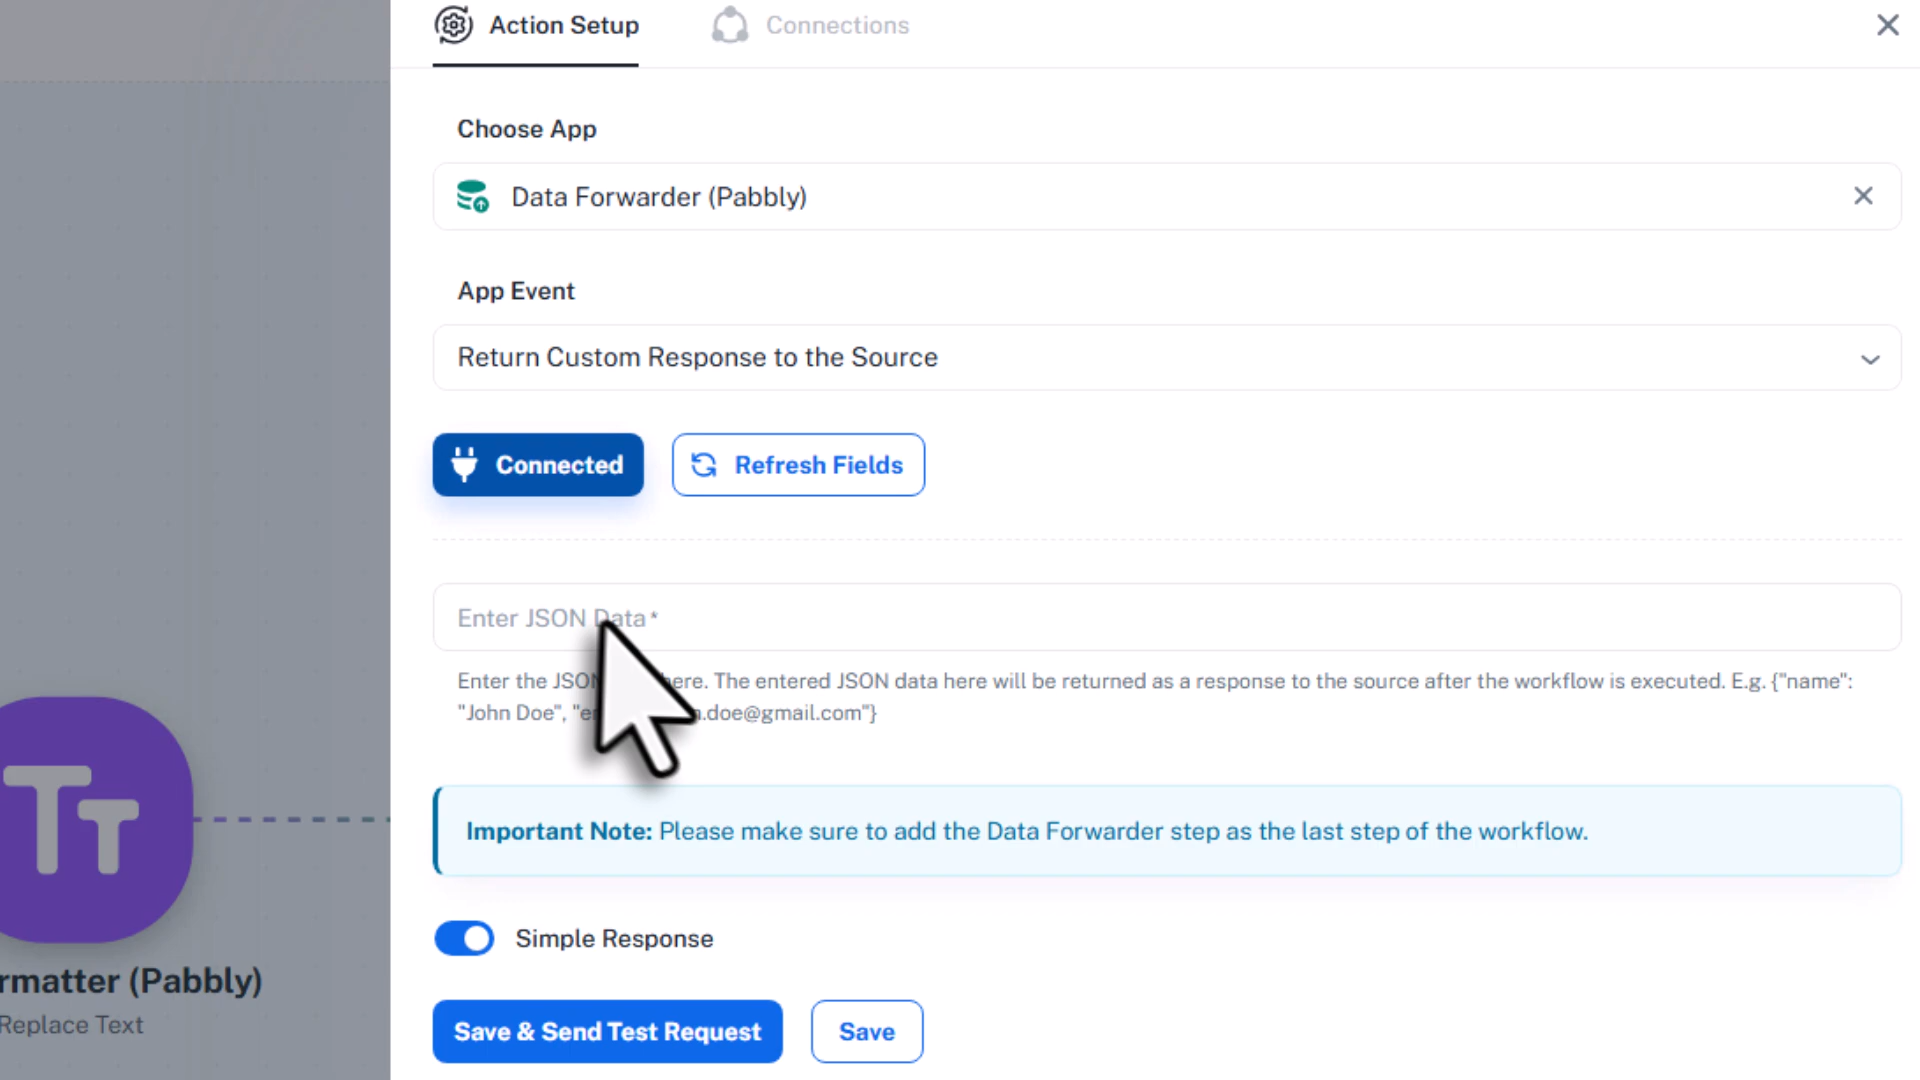 Action Setup
Connections
Choose App
Data Forwarder (Pabbly)
App Event
Return Custom Response to the Source
Connected
Refresh Fields
Enter JSON Data*
Enter the JSON here. The entered JSON data here will be returned as a response to the source after the workflow is executed. E.g. {"name":
"John Doe", .doe@gmail.com"}
Important Note: Please make sure to add the Data Forwarder step as the last step of the workflow.
Simple Response
Save & Send Test Request
Save
rmatter (Pabbly)
Replace Text